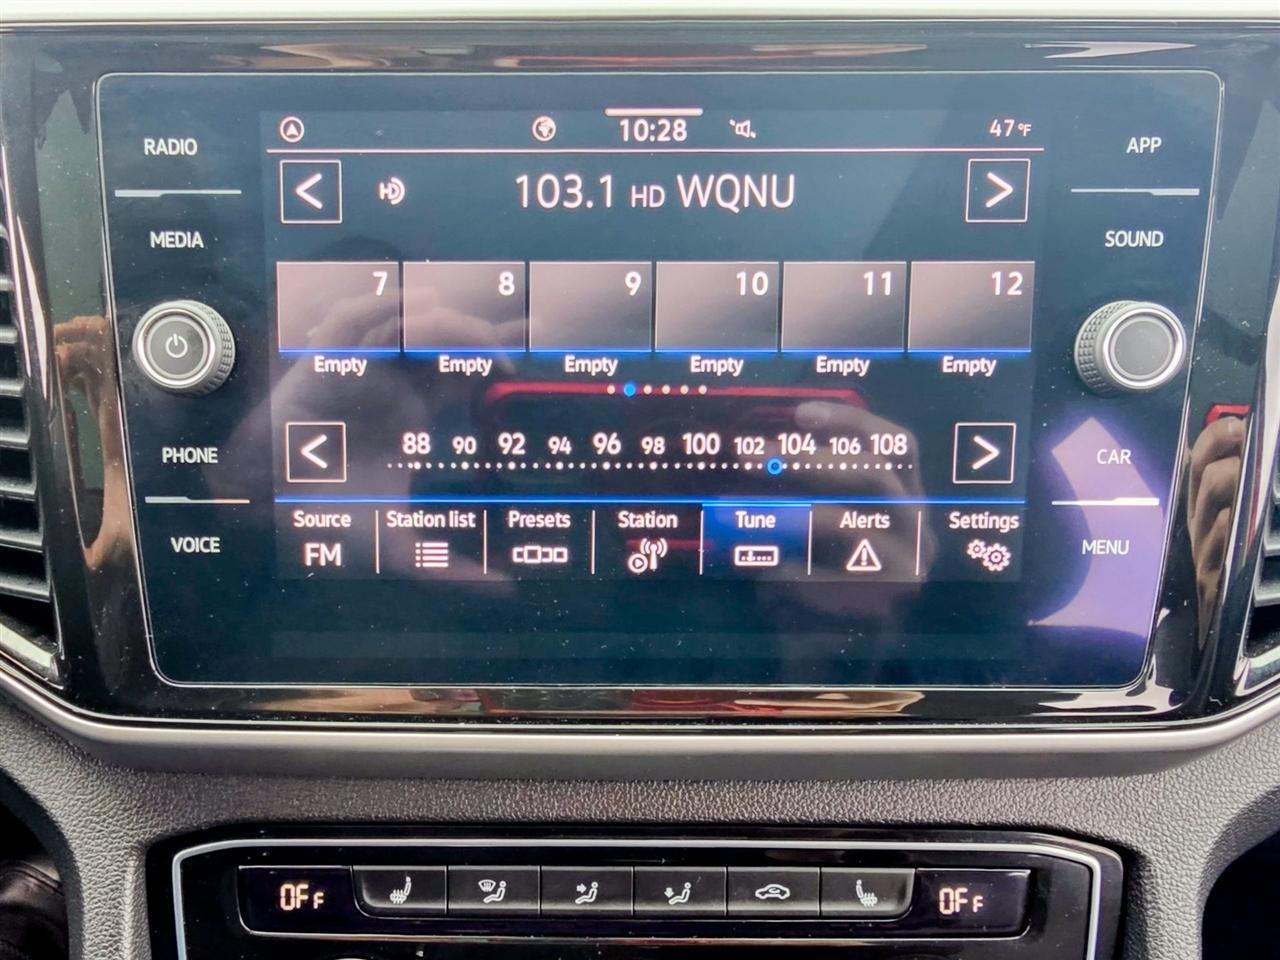 RADIO
MEDIA
PHONE
VOICE
10:28
47°F
< HD 103.1 HD WQNU >
7 8 9 10 11 12
Empty Empty Empty Empty Empty Empty
< 88 90 92 94 96 98 100 102 104 106 108 >
Source Station list Presets Station Tune Alerts Settings
FM
APP
SOUND
CAR
MENU
OFF OFF